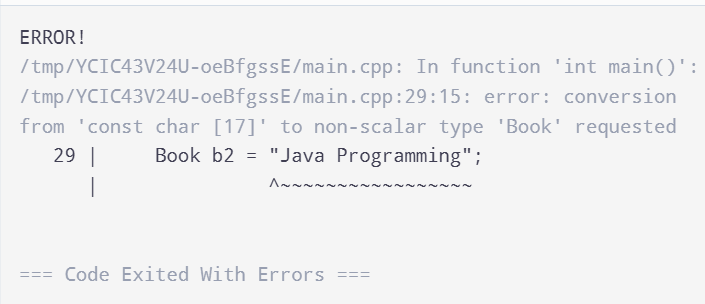 ERROR!
/tmp/YCIC43V24U-oeBfgssE/main.cpp: In function 'int main()':
/tmp/YCIC43V24U-oeBfgssE/main.cpp:29:15: error: conversion
from 'const char [17]' to non-scalar type 'Book' requested
   29 |     Book b2 = "Java Programming";
      |               ^~~~~~~~~~~~~~~~~~
=== Code Exited With Errors ===